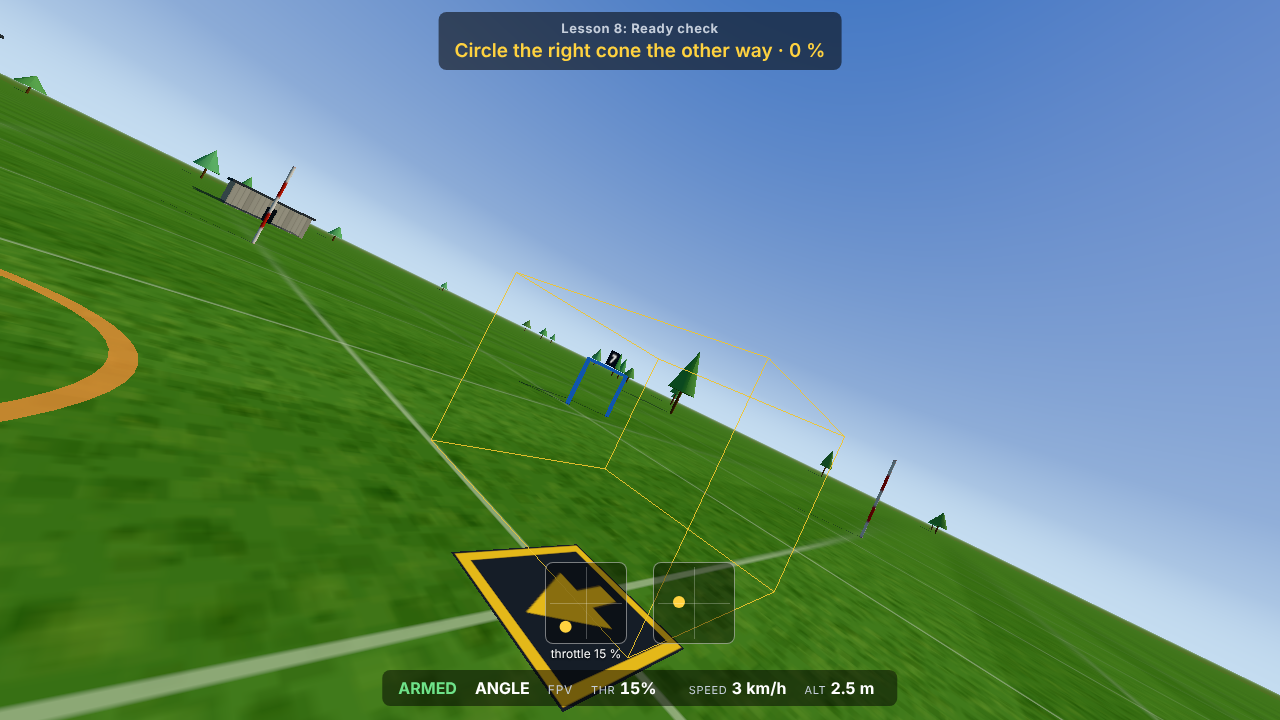 Lesson 8: Ready check
Circle the right cone the other way · 0 %
throttle 15 %
ARMED ANGLE FPV THR 15% SPEED 3 km/h ALT 2.5 m